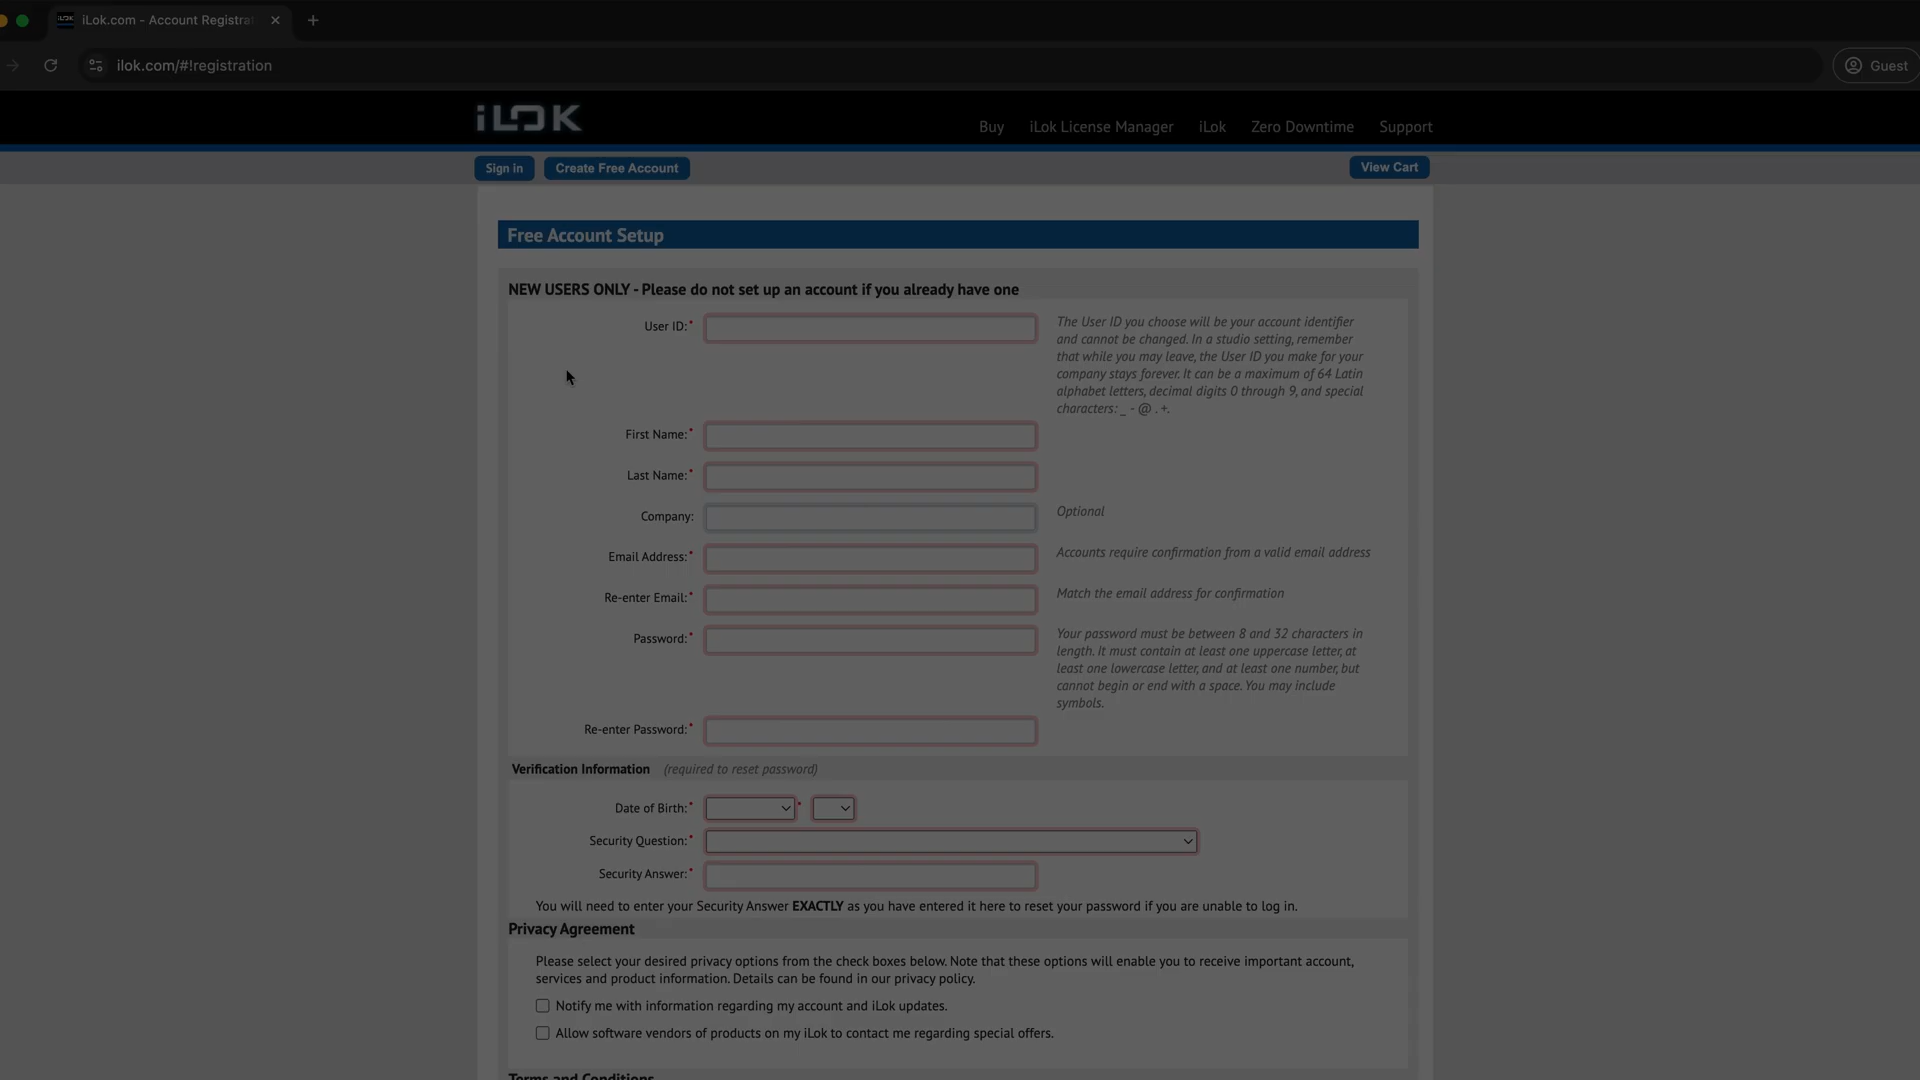 iLok.com - Account Registra
ilok.com/#!registration
Guest
iLOK
Buy
iLok License Manager
iLok
Zero Downtime
Support
Sign in
Create Free Account
View Cart
Free Account Setup
NEW USERS ONLY - Please do not set up an account if you already have one
User ID:*
The User ID you choose will be your account identifier
and cannot be changed. In a studio setting, remember
that while you may leave, the User ID you make for your
company stays forever. It can be a maximum of 64 Latin
alphabet letters, decimal digits 0 through 9, and special
characters: _ - @ . +.
First Name:*
Last Name:*
Company:
Optional
Email Address:*
Accounts require confirmation from a valid email address
Re-enter Email:*
Match the email address for confirmation
Password:*
Your password must be between 8 and 32 characters in
length. It must contain at least one uppercase letter, at
least one lowercase letter, and at least one number, but
cannot begin or end with a space. You may include
symbols.
Re-enter Password:*
Verification Information (required to reset password)
Date of Birth:* *
Security Question:*
Security Answer:*
You will need to enter your Security Answer EXACTLY as you have entered it here to reset your password if you are unable to log in.
Privacy Agreement
Please select your desired privacy options from the check boxes below. Note that these options will enable you to receive important account,
services and product information. Details can be found in our privacy policy.
Notify me with information regarding my account and iLok updates.
Allow software vendors of products on my iLok to contact me regarding special offers.
Terms and Conditions